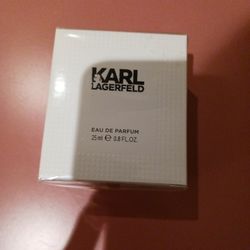 KARL
LAGERFELD
EAU DE PARFUM
25ml ℮ 0.8 FL.OZ.